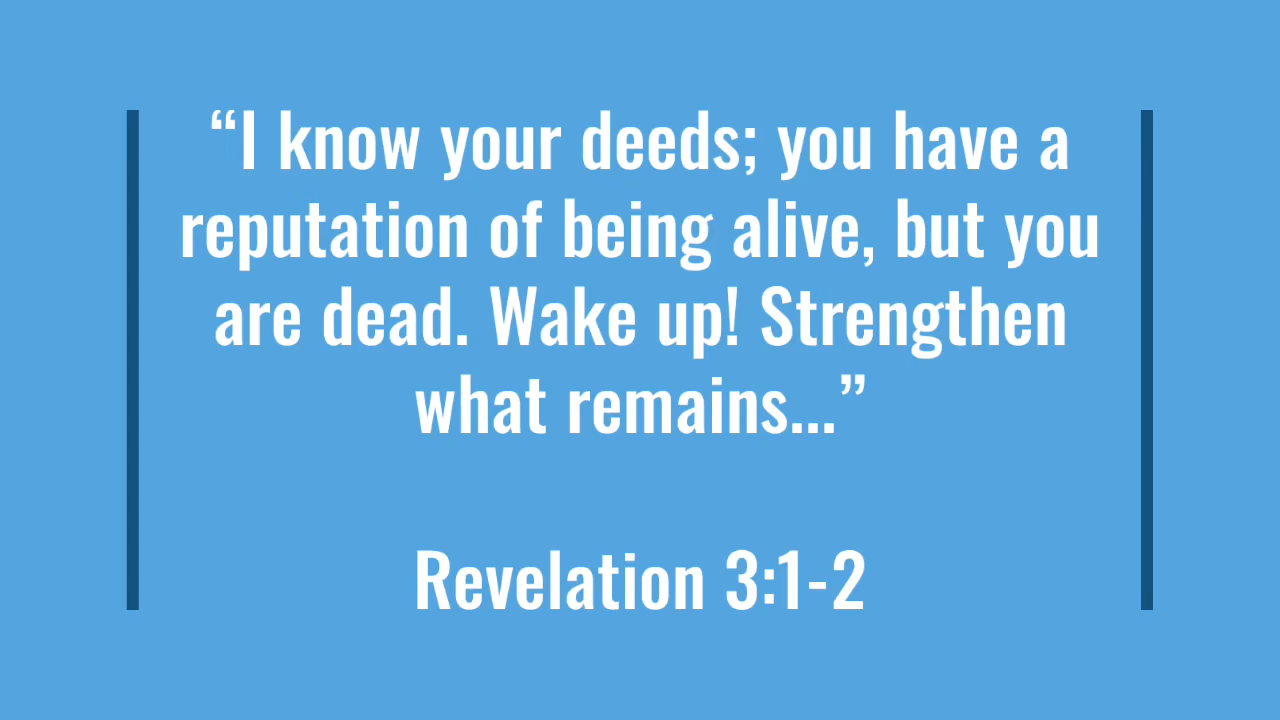 “I know your deeds; you have a
reputation of being alive, but you
are dead. Wake up! Strengthen
what remains...”
Revelation 3:1-2